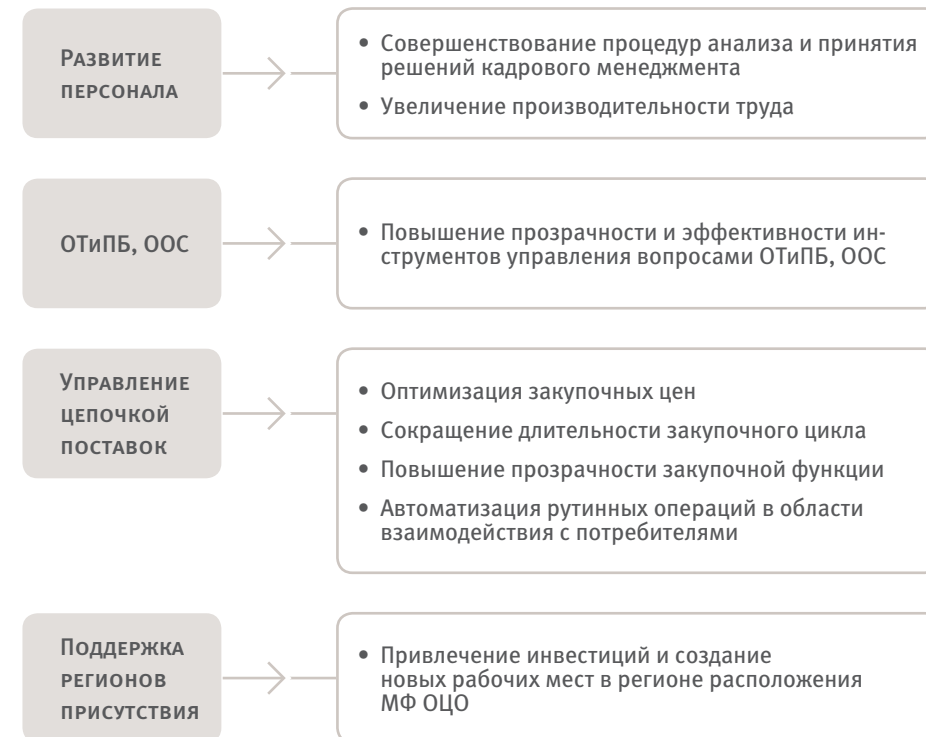 Развитие
персонала
• Совершенствование процедур анализа и принятия
решений кадрового менеджмента
• Увеличение производительности труда
ОТиПБ, ООС
• Повышение прозрачности и эффективности ин-
струментов управления вопросами ОТиПБ, ООС
Управление
цепочкой
поставок
• Оптимизация закупочных цен
• Сокращение длительности закупочного цикла
• Повышение прозрачности закупочной функции
• Автоматизация рутинных операций в области
взаимодействия с потребителями
Поддержка
регионов
присутствия
• Привлечение инвестиций и создание
новых рабочих мест в регионе расположения
МФ ОЦО